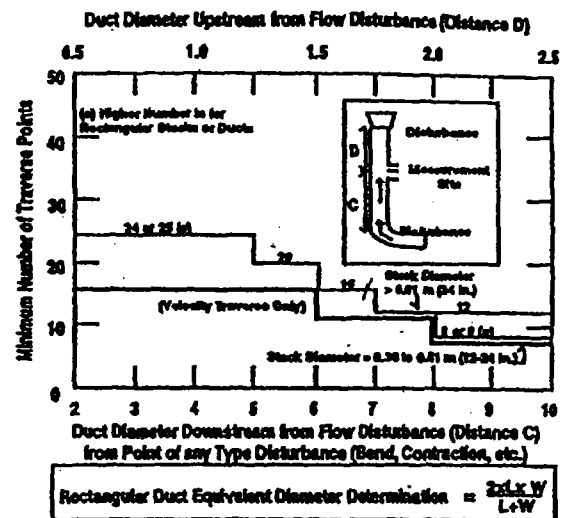 Duct Diameter Upstream from Flow Disturbance (Distance D)
0.5 1.0 1.5 2.0 2.5
50
40
30
20
10
0
Minimum Number of Traverse Points
(a) Higher Number is for
Rectangular Stacks or Ducts
Disturbance
D
Measurement
Site
C
Disturbance
24 or 25 (a)
20
16
Stack Diameter
> 0.61 m (24 in.)
12
(Velocity Traverse Only)
8 or 9 (a)
Stack Diameter = 0.30 to 0.61 m (12-24 in.)
2 3 4 5 6 7 8 9 10
Duct Diameter Downstream from Flow Disturbance (Distance C)
from Point of any Type Disturbance (Bend, Contraction, etc.)
Rectangular Duct Equivalent Diameter Determination = 2xLxW
L+W